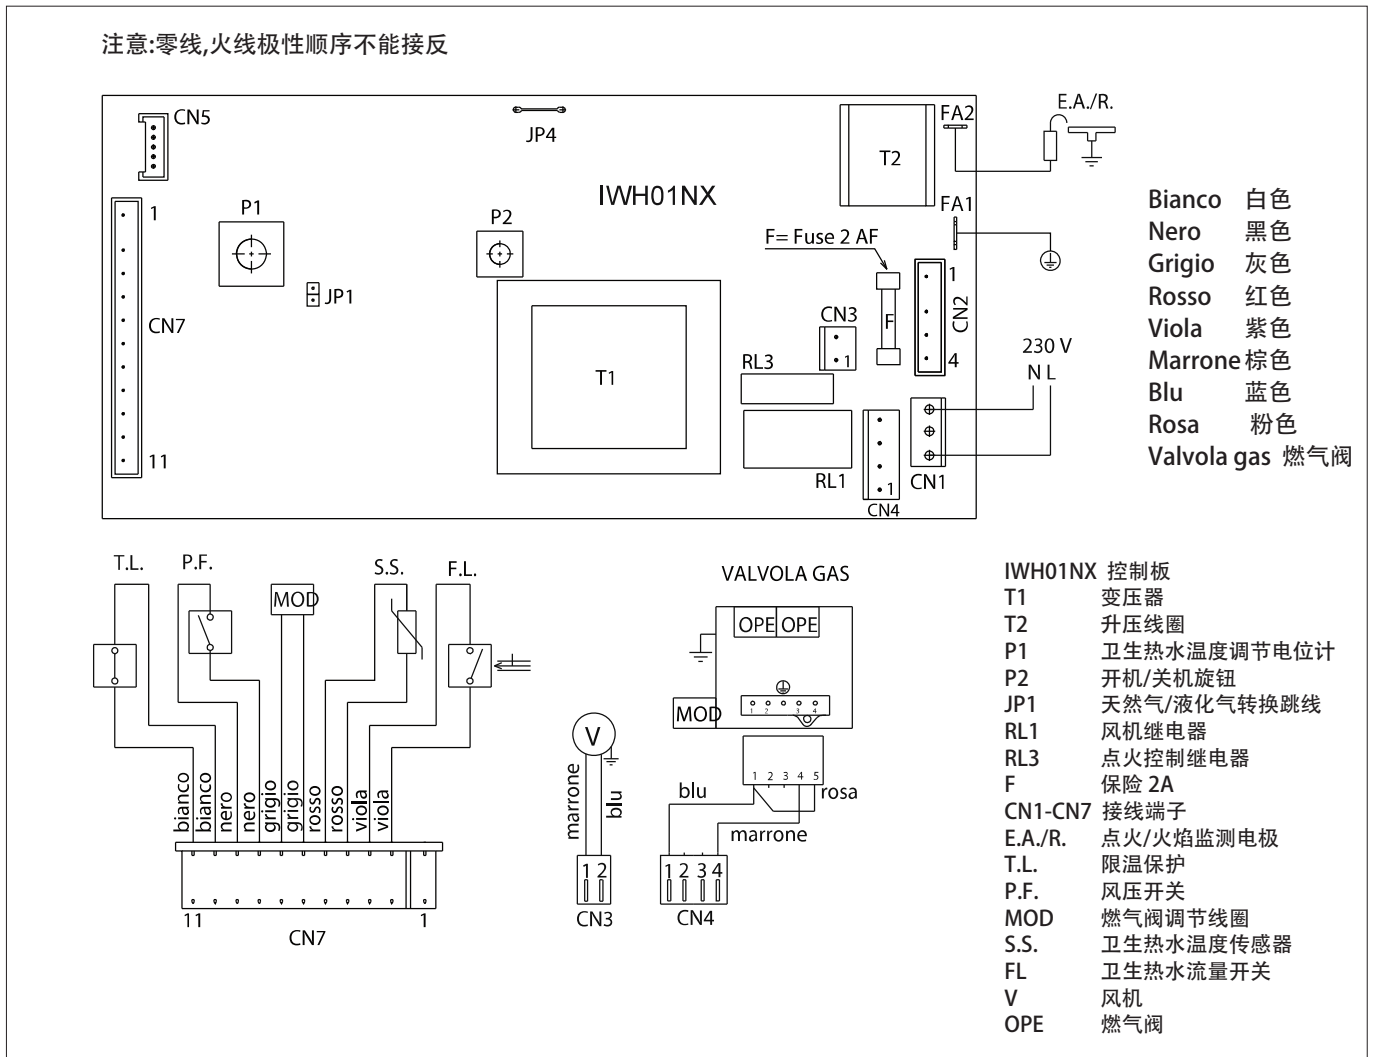 注意:零线,火线极性顺序不能接反
CN5
JP4
T2
FA2
E.A./R.
IWH01NX
1
P1
P2
FA1
F= Fuse 2 AF
JP1
CN7
11
T1
CN3
1
F
1
CN2
4
RL3
RL1
1
CN4
CN1
230 V
N L
Bianco 白色
Nero 黑色
Grigio 灰色
Rosso 红色
Viola 紫色
Marrone 棕色
Blu 蓝色
Rosa 粉色
Valvola gas 燃气阀
T.L.
P.F.
MOD
S.S.
F.L.
bianco
bianco
nero
nero
grigio
grigio
rosso
rosso
viola
viola
11
1
CN7
V
marrone
blu
1 2
CN3
VALVOLA GAS
OPE OPE
MOD
1 2 3 4
1 2 3 4 5
blu
rosa
marrone
1 2 3 4
CN4
IWH01NX 控制板
T1 变压器
T2 升压线圈
P1 卫生热水温度调节电位计
P2 开机/关机旋钮
JP1 天然气/液化气转换跳线
RL1 风机继电器
RL3 点火控制继电器
F 保险 2A
CN1-CN7 接线端子
E.A./R. 点火/火焰监测电极
T.L. 限温保护
P.F. 风压开关
MOD 燃气阀调节线圈
S.S. 卫生热水温度传感器
FL 卫生热水流量开关
V 风机
OPE 燃气阀